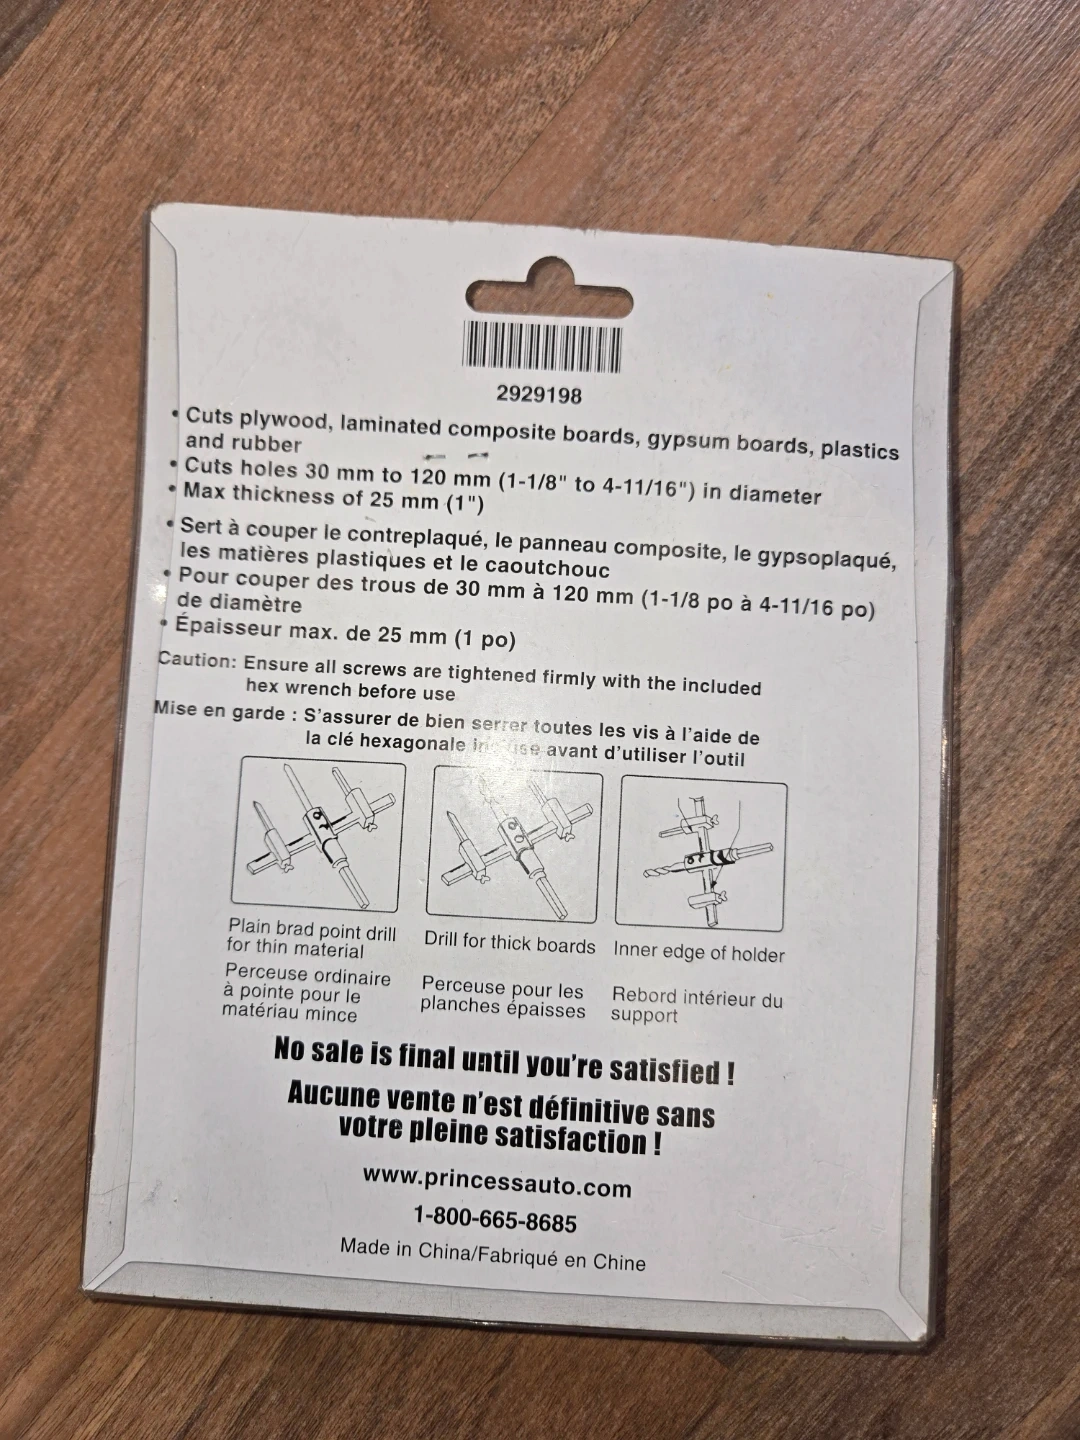 2929198
• Cuts plywood, laminated composite boards, gypsum boards, plastics
and rubber
• Cuts holes 30 mm to 120 mm (1-1/8" to 4-11/16") in diameter
• Max thickness of 25 mm (1")
• Sert à couper le contreplaqué, le panneau composite, le gypsoplaqué,
les matières plastiques et le caoutchouc
• Pour couper des trous de 30 mm à 120 mm (1-1/8 po à 4-11/16 po)
de diamètre
• Épaisseur max. de 25 mm (1 po)
Caution: Ensure all screws are tightened firmly with the included
hex wrench before use
Mise en garde : S'assurer de bien serrer toutes les vis à l'aide de
la clé hexagonale incluse avant d'utiliser l'outil
Plain brad point drill
for thin material
Perceuse ordinaire
à pointe pour le
matériau mince
Drill for thick boards
Perceuse pour les
planches épaisses
Inner edge of holder
Rebord intérieur du
support
No sale is final until you're satisfied !
Aucune vente n'est définitive sans
votre pleine satisfaction !
www.princessauto.com
1-800-665-8685
Made in China/Fabriqué en Chine